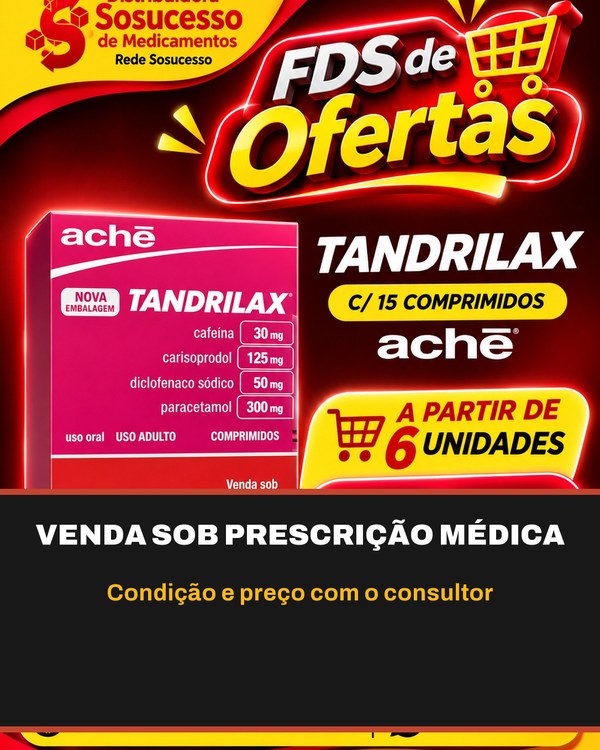 Distribuidora
Sosucesso
de Medicamentos
Rede Sosucesso
FDS de
Ofertas
achē
NOVA
EMBALAGEM
TANDRILAX®
cafeína 30 mg
carisoprodol 125 mg
diclofenaco sódico 50 mg
paracetamol 300 mg
uso oral USO ADULTO COMPRIMIDOS
Venda sob
TANDRILAX
C/ 15 COMPRIMIDOS
achē®
A PARTIR DE
6 UNIDADES
VENDA SOB PRESCRIÇÃO MÉDICA
Condição e preço com o consultor